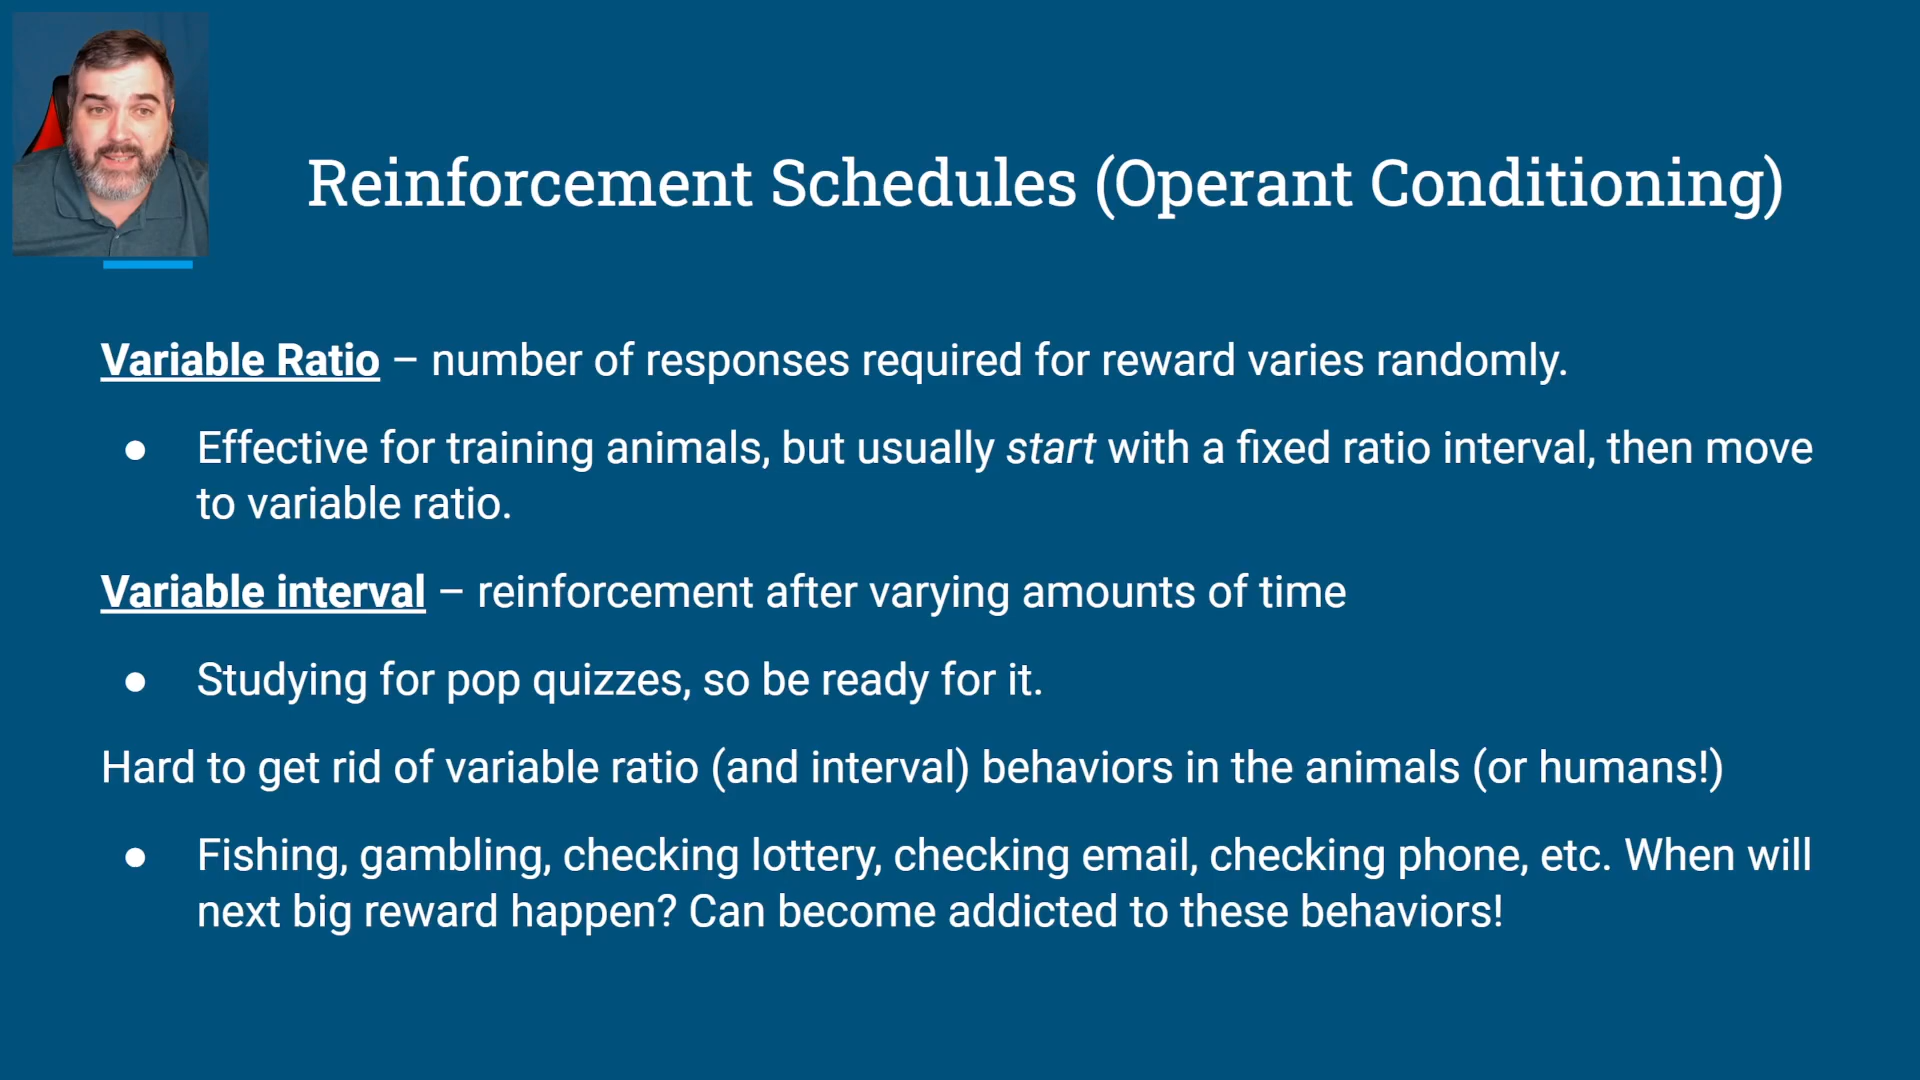 Reinforcement Schedules (Operant Conditioning)
Variable Ratio – number of responses required for reward varies randomly.
● Effective for training animals, but usually start with a fixed ratio interval, then move
to variable ratio.
Variable interval – reinforcement after varying amounts of time
● Studying for pop quizzes, so be ready for it.
Hard to get rid of variable ratio (and interval) behaviors in the animals (or humans!)
● Fishing, gambling, checking lottery, checking email, checking phone, etc. When will
next big reward happen? Can become addicted to these behaviors!